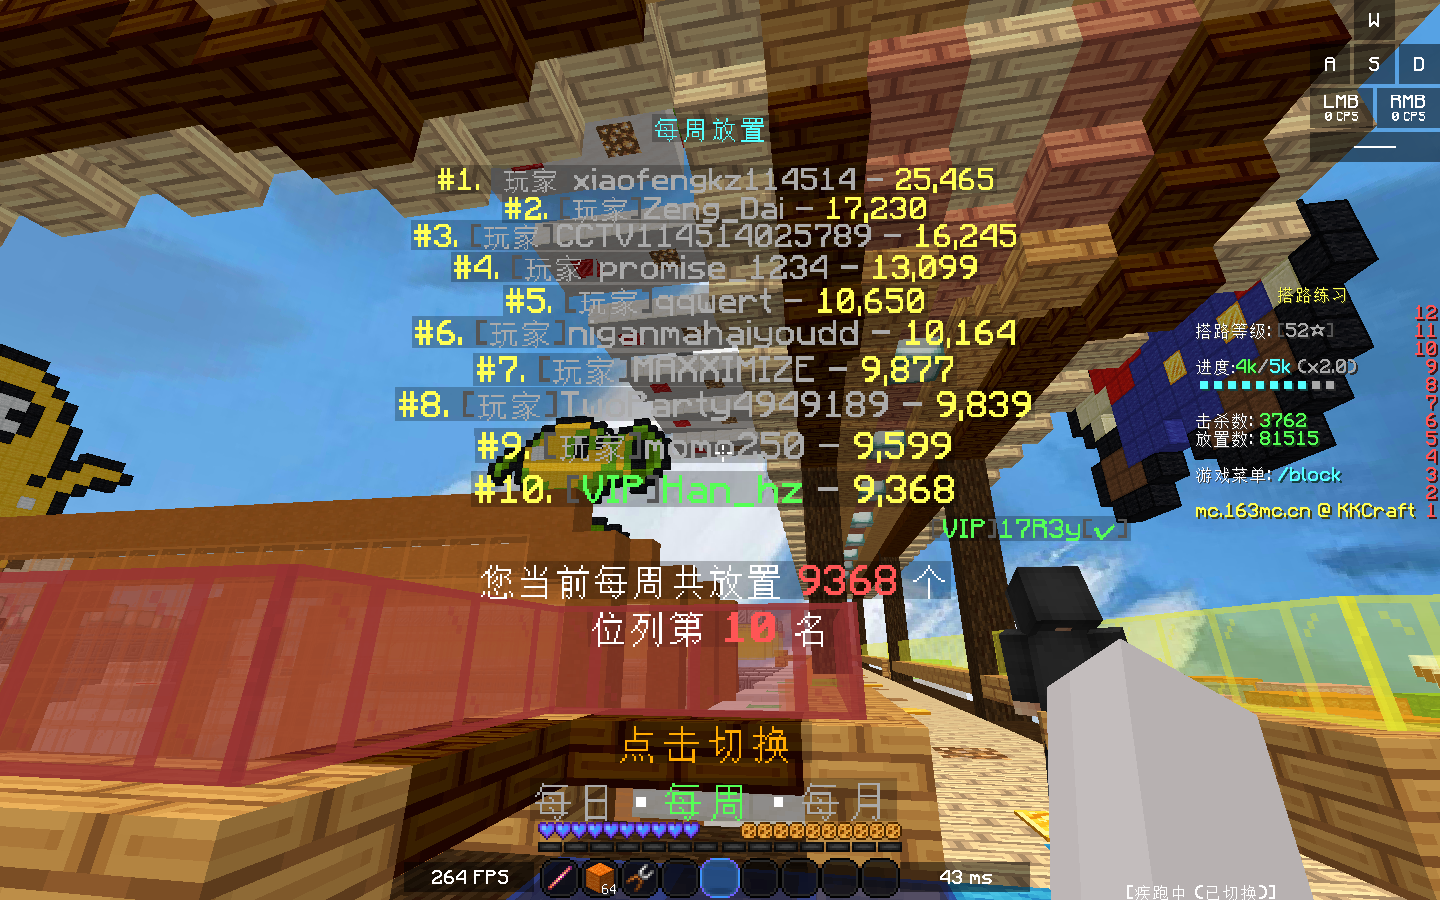 W
A S D
LMB RMB
0 CPS 0 CPS
每周放置
#1. [玩家]xiaofengkz114514 - 25,465
#2. [玩家]Zeng_Dai - 17,230
#3. [玩家]CCTV114514025789 - 16,245
#4. [玩家]promise_1234 - 13,099
#5. [玩家]qqwert - 10,650
#6. [玩家]niganmahaiyoudd - 10,164
#7. [玩家]MAXXIMIZE - 9,877
#8. [玩家]TwoParty4949189 - 9,839
#9. [玩家]momo250 - 9,599
#10. [VIP]Han_hz - 9,368
您当前每周共放置 9368 个
位列第 10 名
点击切换
每日 ▪ 每周 ▪ 每月
[VIP]17R3y[✓]
搭路练习
搭路等级: [52☆]
进度:4k/5k (x2.0)
击杀数: 3762
放置数: 81515
游戏菜单: /block
mc.163mc.cn @ KKCraft
12
11
10
9
8
7
6
5
4
3
2
1
264 FPS
64
43 ms
[疾跑中 (已切换)]